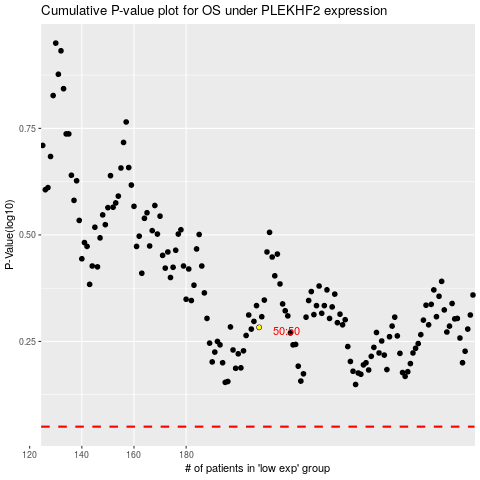 Cumulative P-value plot for OS under PLEKHF2 expression
P-Value(log10)
0.75
0.50
0.25
50:50
120 140 160 180
# of patients in 'low exp' group